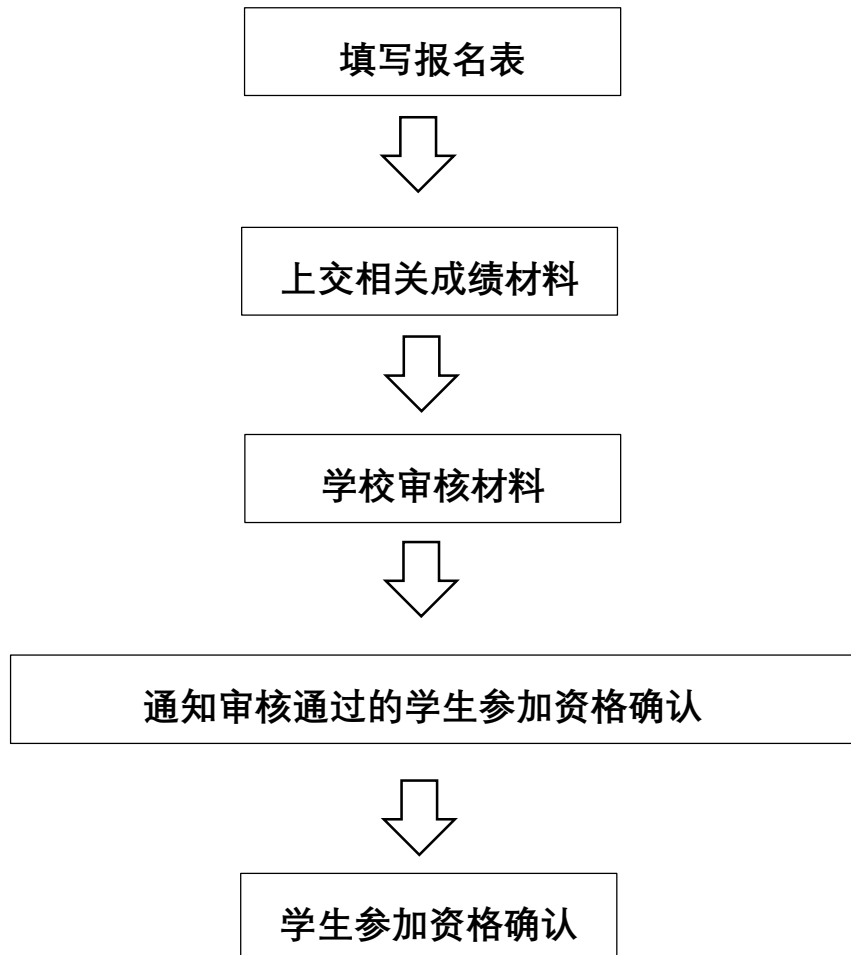 填写报名表
上交相关成绩材料
学校审核材料
通知审核通过的学生参加资格确认
学生参加资格确认